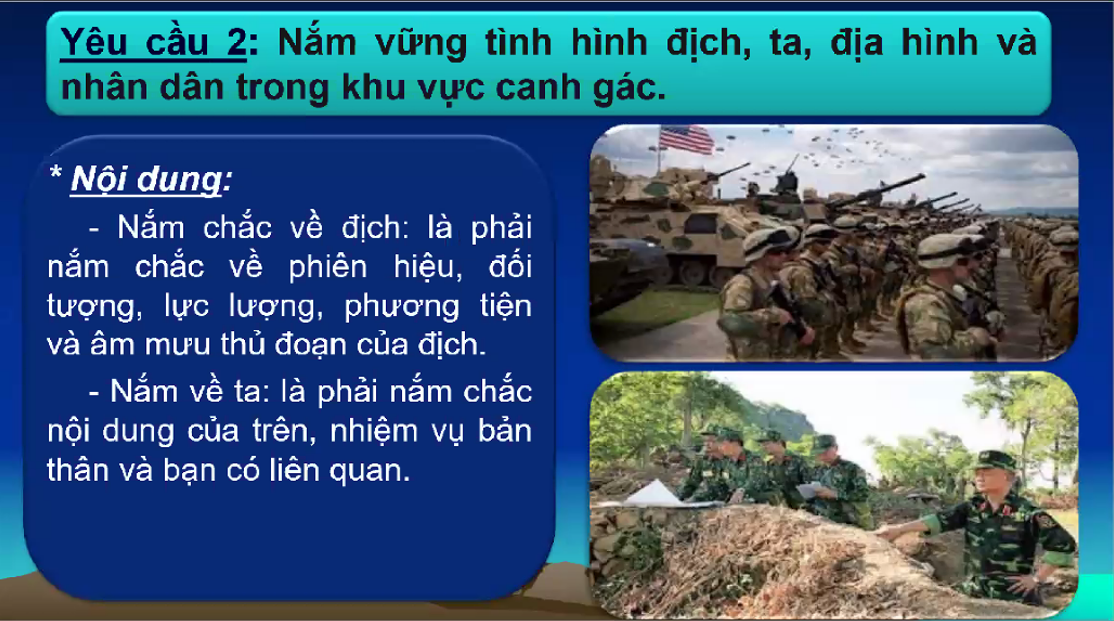 Yêu cầu 2: Nắm vững tình hình địch, ta, địa hình và
nhân dân trong khu vực canh gác.
* Nội dung:
- Nắm chắc về địch: là phải
nắm chắc về phiên hiệu, đối
tượng, lực lượng, phương tiện
và âm mưu thủ đoạn của địch.
- Nắm về ta: là phải nắm chắc
nội dung của trên, nhiệm vụ bản
thân và bạn có liên quan.